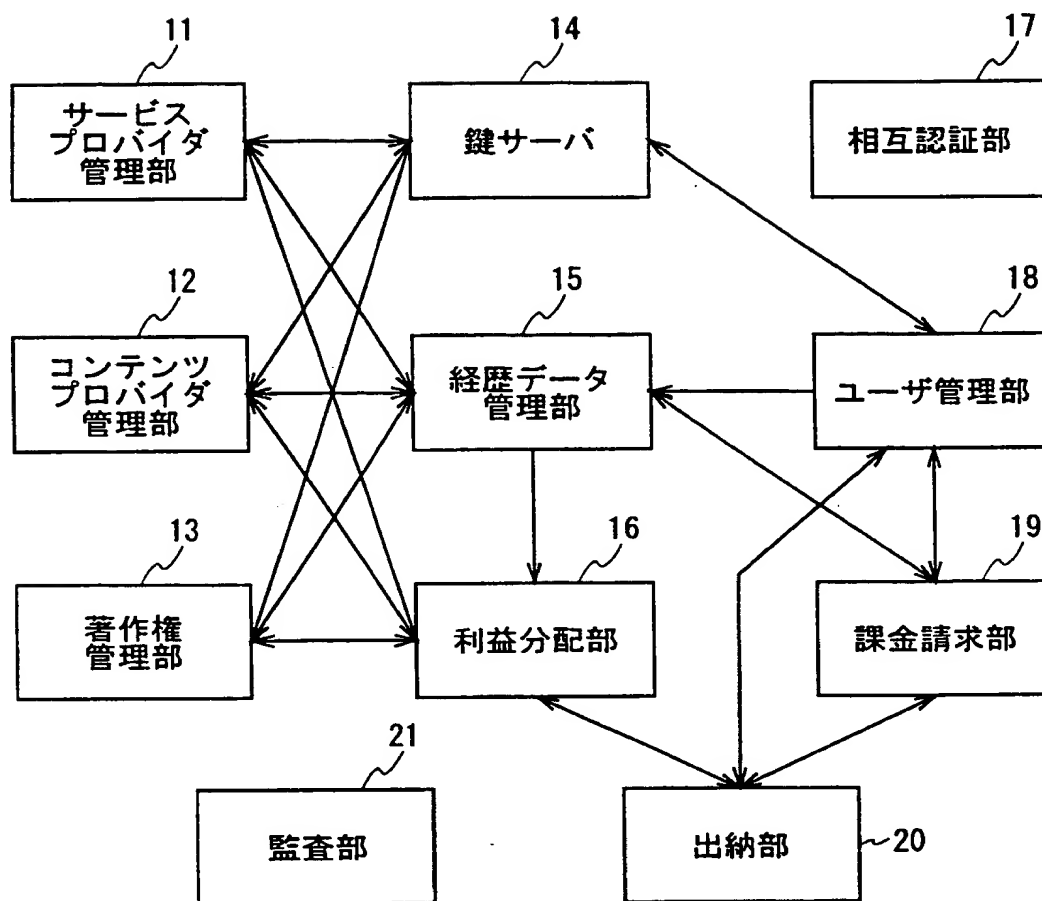 11
サービス
プロバイダ
管理部
14
鍵サーバ
17
相互認証部
12
コンテンツ
プロバイダ
管理部
15
経歴データ
管理部
18
ユーザ管理部
13
著作権
管理部
16
利益分配部
19
課金請求部
21
監査部
出納部
20